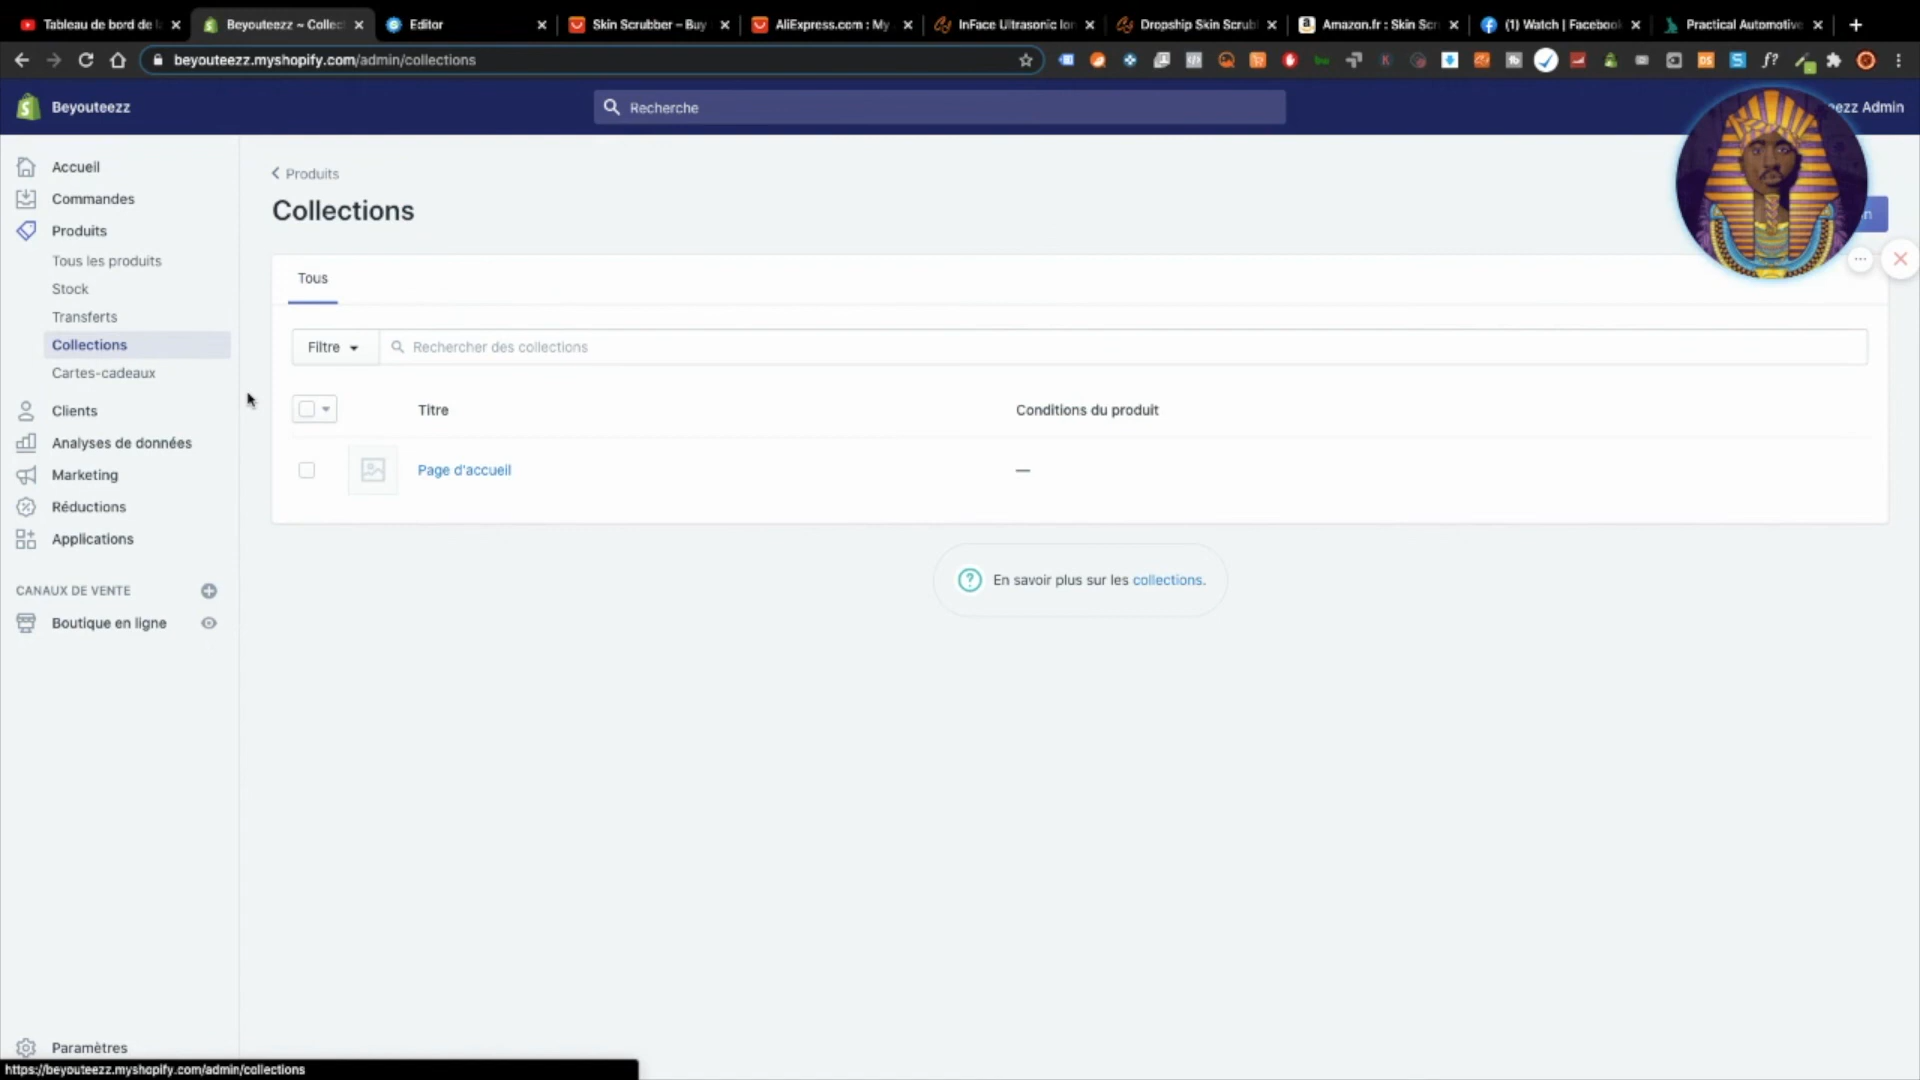 Tableau de bord de l
Beyouteezz ~ Collect
Editor
Skin Scrubber – Buy
AliExpress.com : My
InFace Ultrasonic Ion
Dropship Skin Scrub
Amazon.fr : Skin Scr
(1) Watch | Facebook
Practical Automotive
beyouteezz.myshopify.com/admin/collections
Beyouteezz
Recherche
ezz Admin
Accueil
Commandes
Produits
Tous les produits
Stock
Transferts
Collections
Cartes-cadeaux
Clients
Analyses de données
Marketing
Réductions
Applications
CANAUX DE VENTE
Boutique en ligne
Paramètres
Produits
Collections
Tous
Filtre
Rechercher des collections
Titre
Conditions du produit
Page d'accueil
—
En savoir plus sur les collections.
https://beyouteezz.myshopify.com/admin/collections